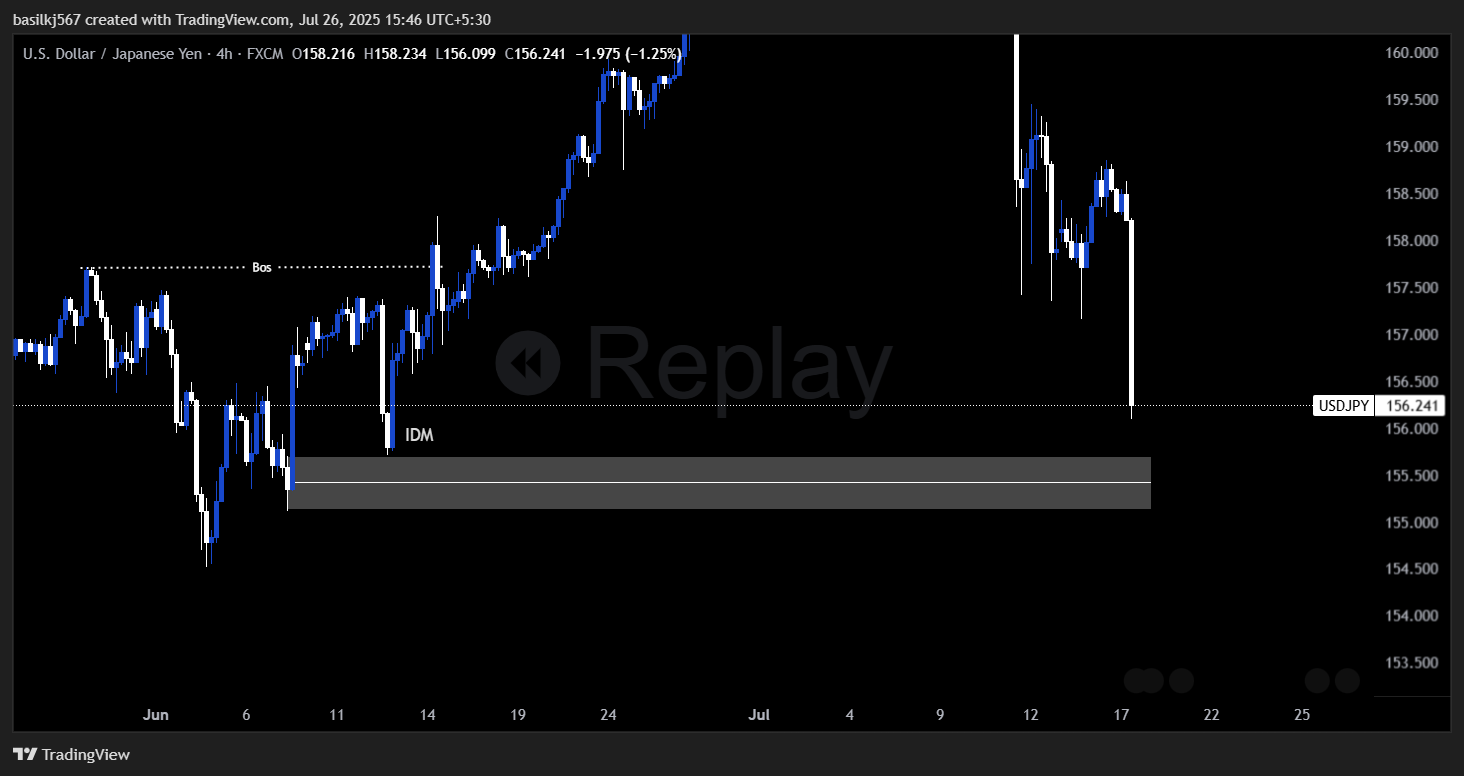 basilkj567 created with TradingView.com, Jul 26, 2025 15:46 UTC+5:30
U.S. Dollar / Japanese Yen · 4h · FXCM O158.216 H158.234 L156.099 C156.241 −1.975 (−1.25%)
160.000
159.500
159.000
158.500
158.000
Bos
157.500
157.000
Replay
156.500
USDJPY 156.241
156.000
IDM
155.500
155.000
154.500
154.000
153.500
Jun 6 11 14 19 24 Jul 4 9 12 17 22 25
TradingView